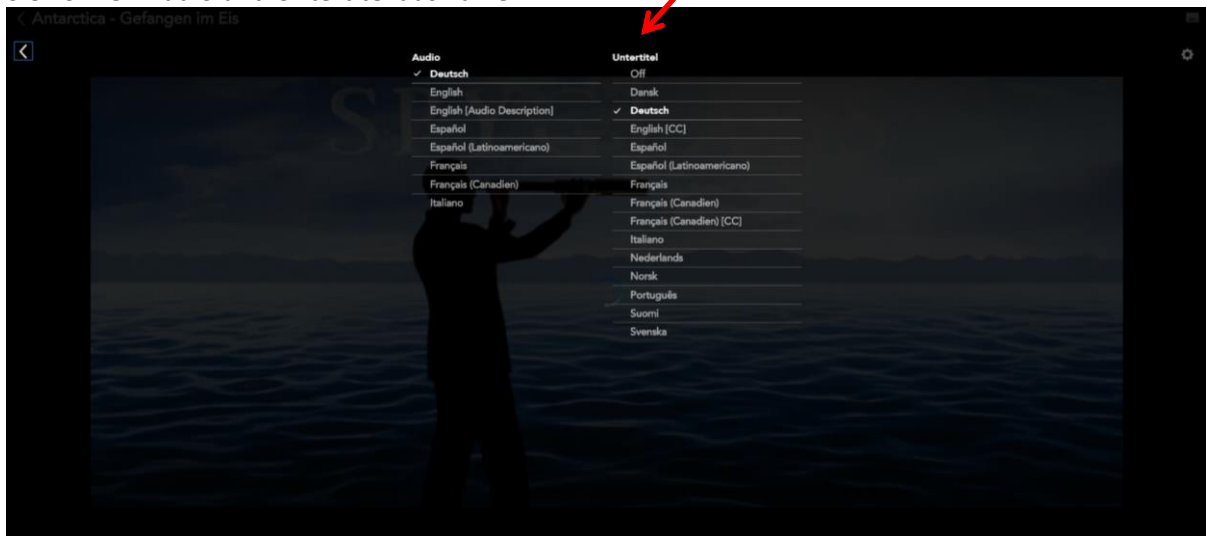 < Antarctica - Gefangen im Eis
Audio
✓ Deutsch
English
English [Audio Description]
Español
Español (Latinoamericano)
Français
Français (Canadien)
Italiano
Untertitel
Off
Dansk
✓ Deutsch
English [CC]
Español
Español (Latinoamericano)
Français
Français (Canadien)
Français (Canadien) [CC]
Italiano
Nederlands
Norsk
Português
Suomi
Svenska